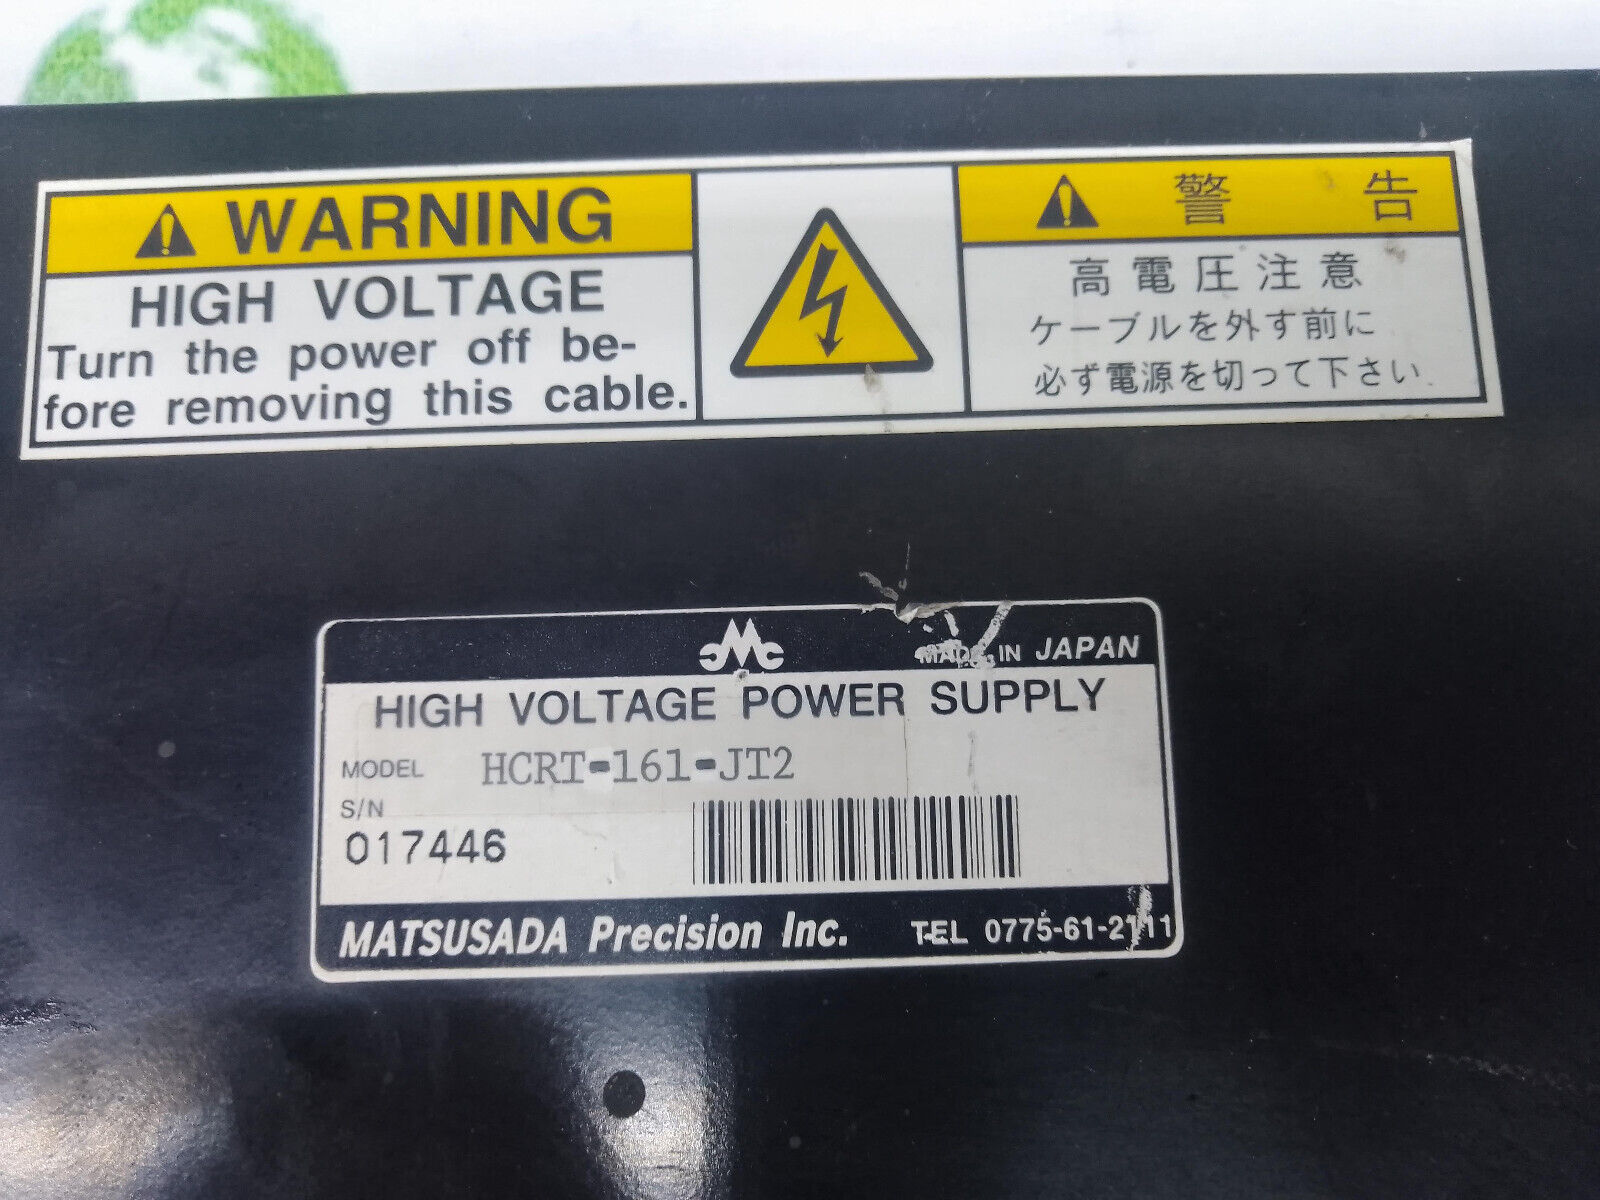 WARNING
HIGH VOLTAGE
Turn the power off be-
fore removing this cable.
警 告
高電圧注意
ケーブルを外す前に
必ず電源を切って下さい.
MADE IN JAPAN
HIGH VOLTAGE POWER SUPPLY
MODEL HCRT-161-JT2
S/N
017446
MATSUSADA Precision Inc. TEL 0775-61-2111